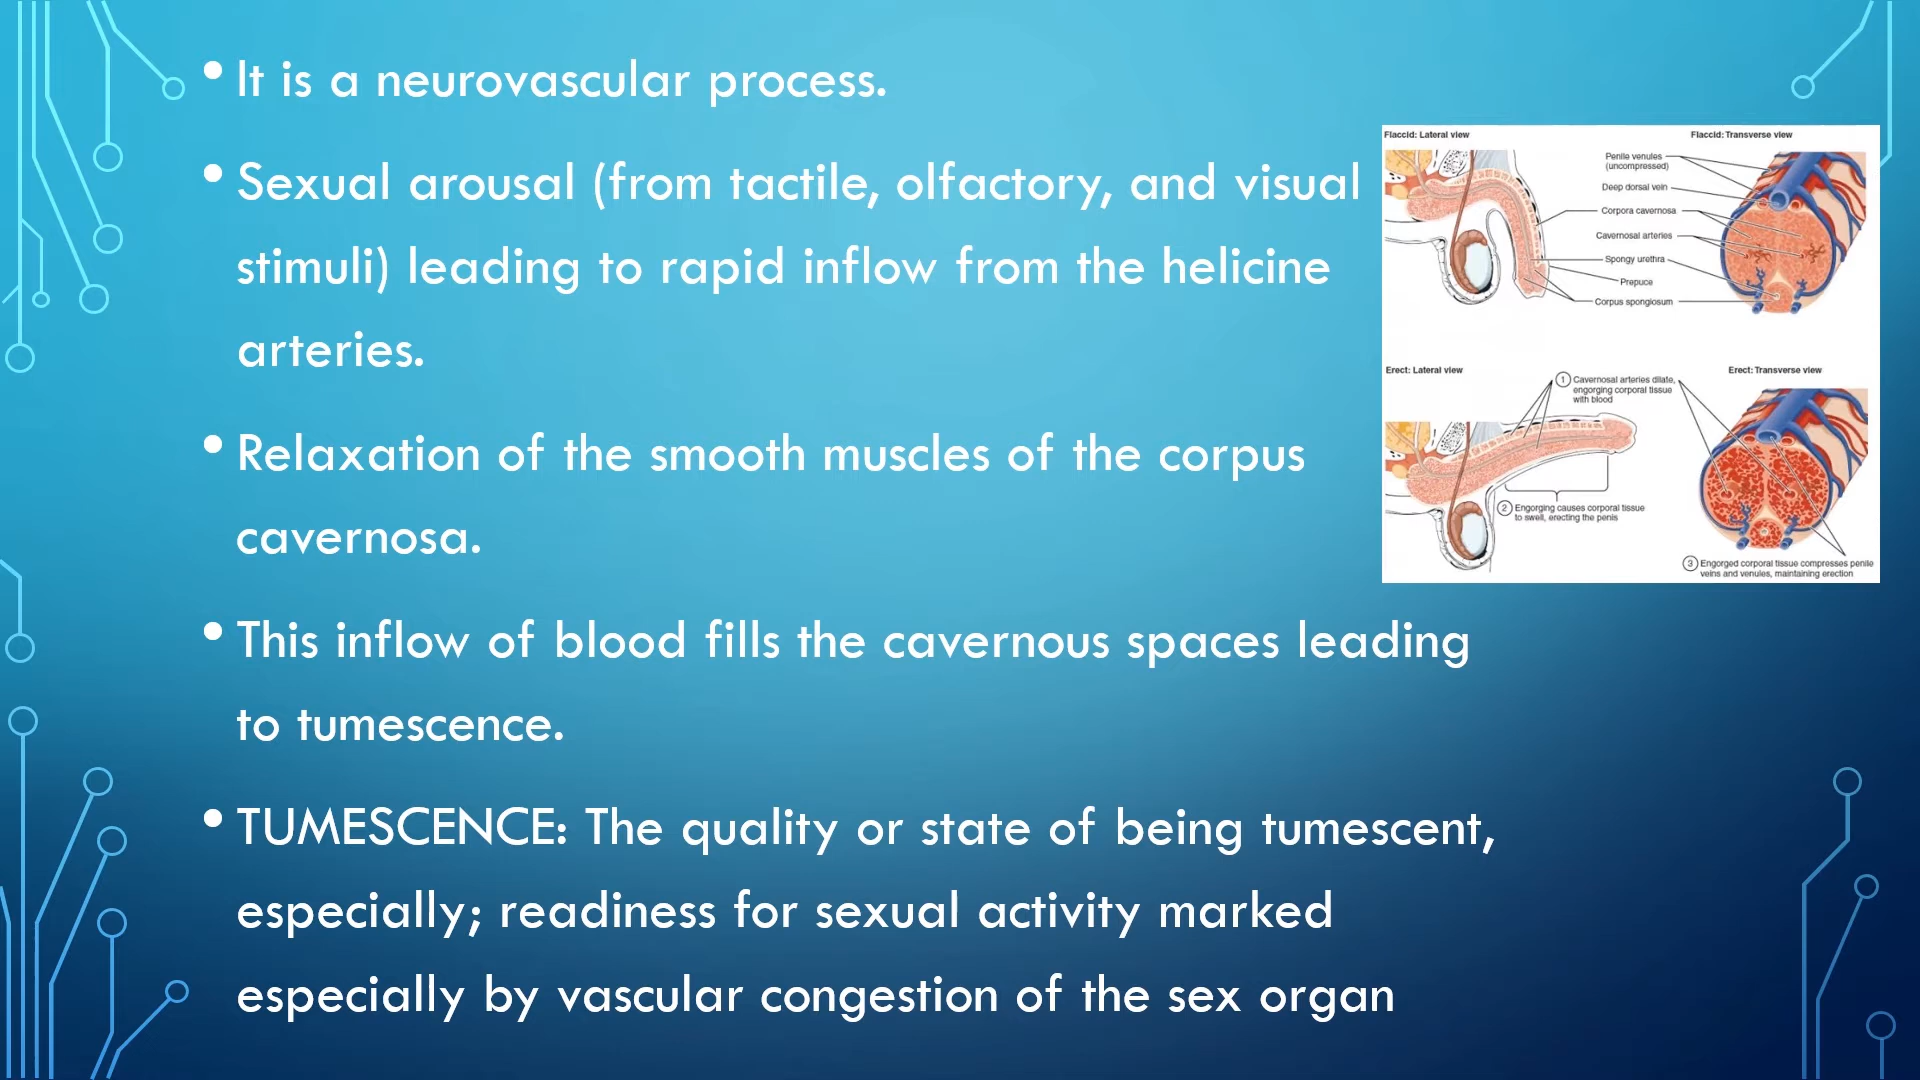 • It is a neurovascular process.
• Sexual arousal (from tactile, olfactory, and visual
stimuli) leading to rapid inflow from the helicine
arteries.
• Relaxation of the smooth muscles of the corpus
cavernosa.
• This inflow of blood fills the cavernous spaces leading
to tumescence.
• TUMESCENCE: The quality or state of being tumescent,
especially; readiness for sexual activity marked
especially by vascular congestion of the sex organ
Flaccid: Lateral view
Flaccid: Transverse view
Penile venules
(uncompressed)
Deep dorsal vein
Corpora cavernosa
Cavernosal arteries
Spongy urethra
Prepuce
Corpus spongiosum
Erect: Lateral view
Erect: Transverse view
1 Cavernosal arteries dilate,
engorging corporal tissue
with blood
2 Engorging causes corporal tissue
to swell, erecting the penis
3 Engorged corporal tissue compresses penile
veins and venules, maintaining erection